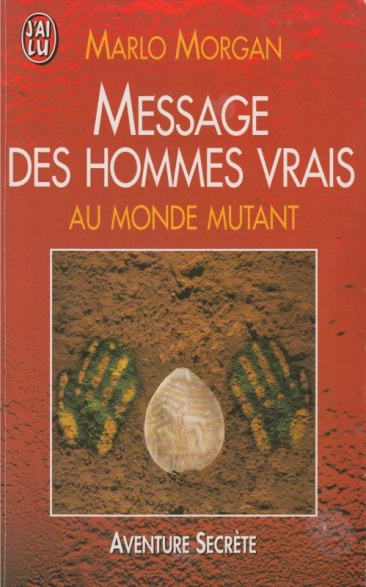 J'AI
LU
MARLO MORGAN
MESSAGE
DES HOMMES VRAIS
AU MONDE MUTANT
AVENTURE SECRÈTE